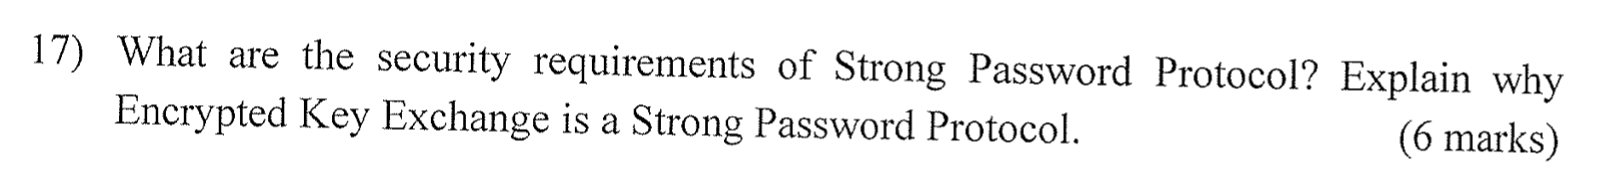 17) What are the security requirements of Strong Password Protocol? Explain why
Encrypted Key Exchange is a Strong Password Protocol. (6 marks)